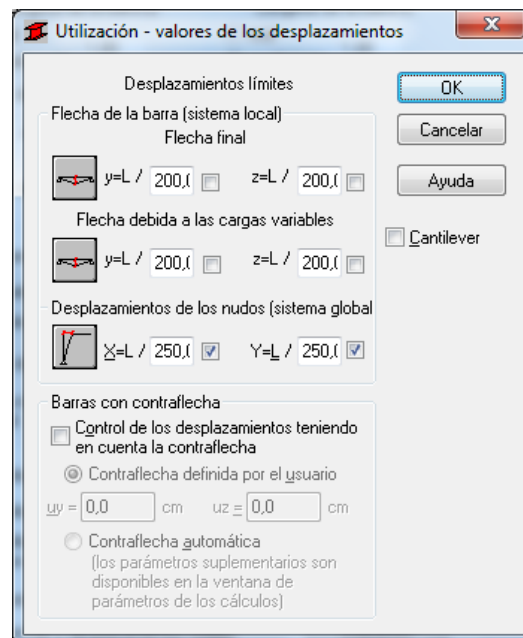 Utilización - valores de los desplazamientos
Desplazamientos límites
OK
Flecha de la barra (sistema local)
Flecha final
Cancelar
y=L / 200,( z=L / 200,(
Ayuda
Flecha debida a las cargas variables
Cantilever
y=L / 200,( z=L / 200,(
Desplazamientos de los nudos (sistema global
X=L / 250,( Y=L / 250,(
Barras con contraflecha
Control de los desplazamientos teniendo
en cuenta la contraflecha
Contraflecha definida por el usuario
uy = 0,0 cm uz = 0,0 cm
Contraflecha automática
(los parámetros suplementarios son
disponibles en la ventana de
parámetros de los cálculos)